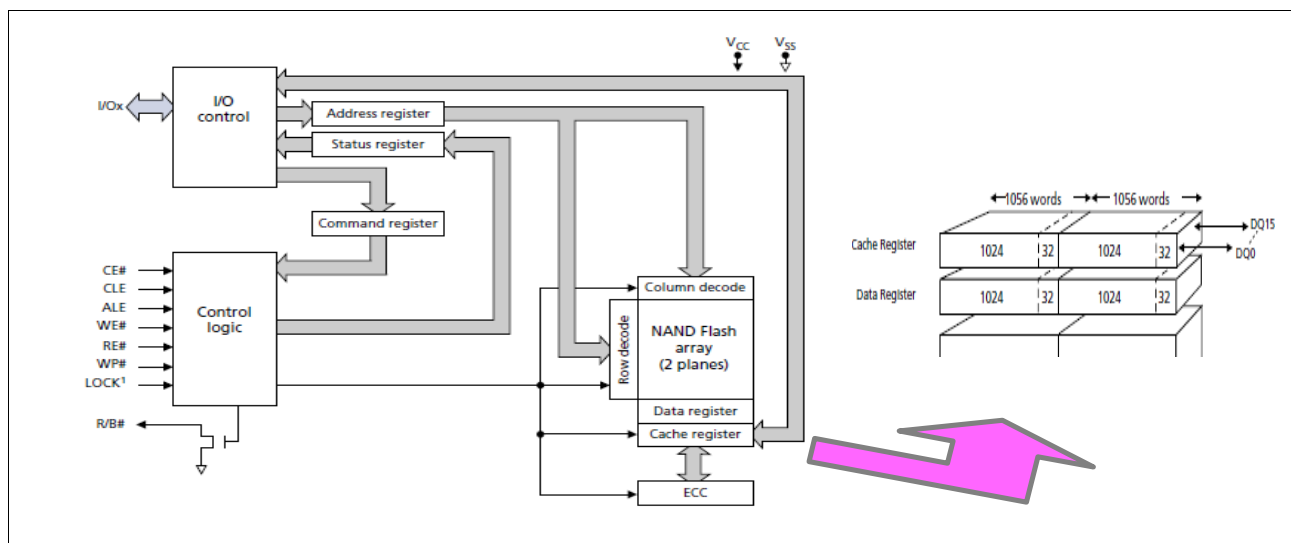 VCC VSS
I/Ox
I/O
control
Address register
Status register
Command register
CE#
CLE
ALE
WE#
RE#
WP#
LOCK1
R/B#
Control
logic
Column decode
Row decode
NAND Flash
array
(2 planes)
Data register
Cache register
ECC
1056 words 1056 words
Cache Register 1024 32 1024 32
DQ15
DQ0
Data Register 1024 32 1024 32